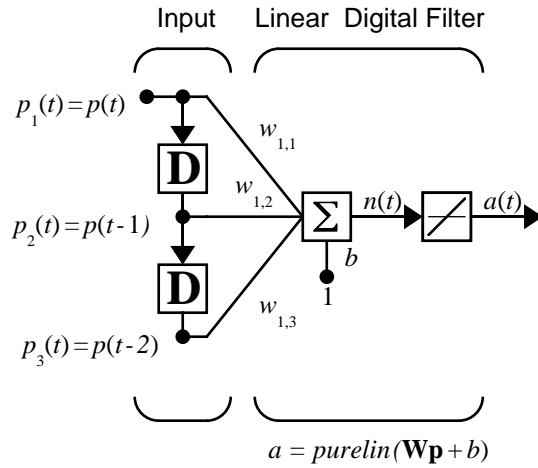 Input Linear Digital Filter
p1(t) = p(t)
w1,1
D
w1,2
p2(t) = p(t-1)
Σ n(t) a(t)
b
D
1
w1,3
p3(t) = p(t-2)
a = purelin(Wp + b)